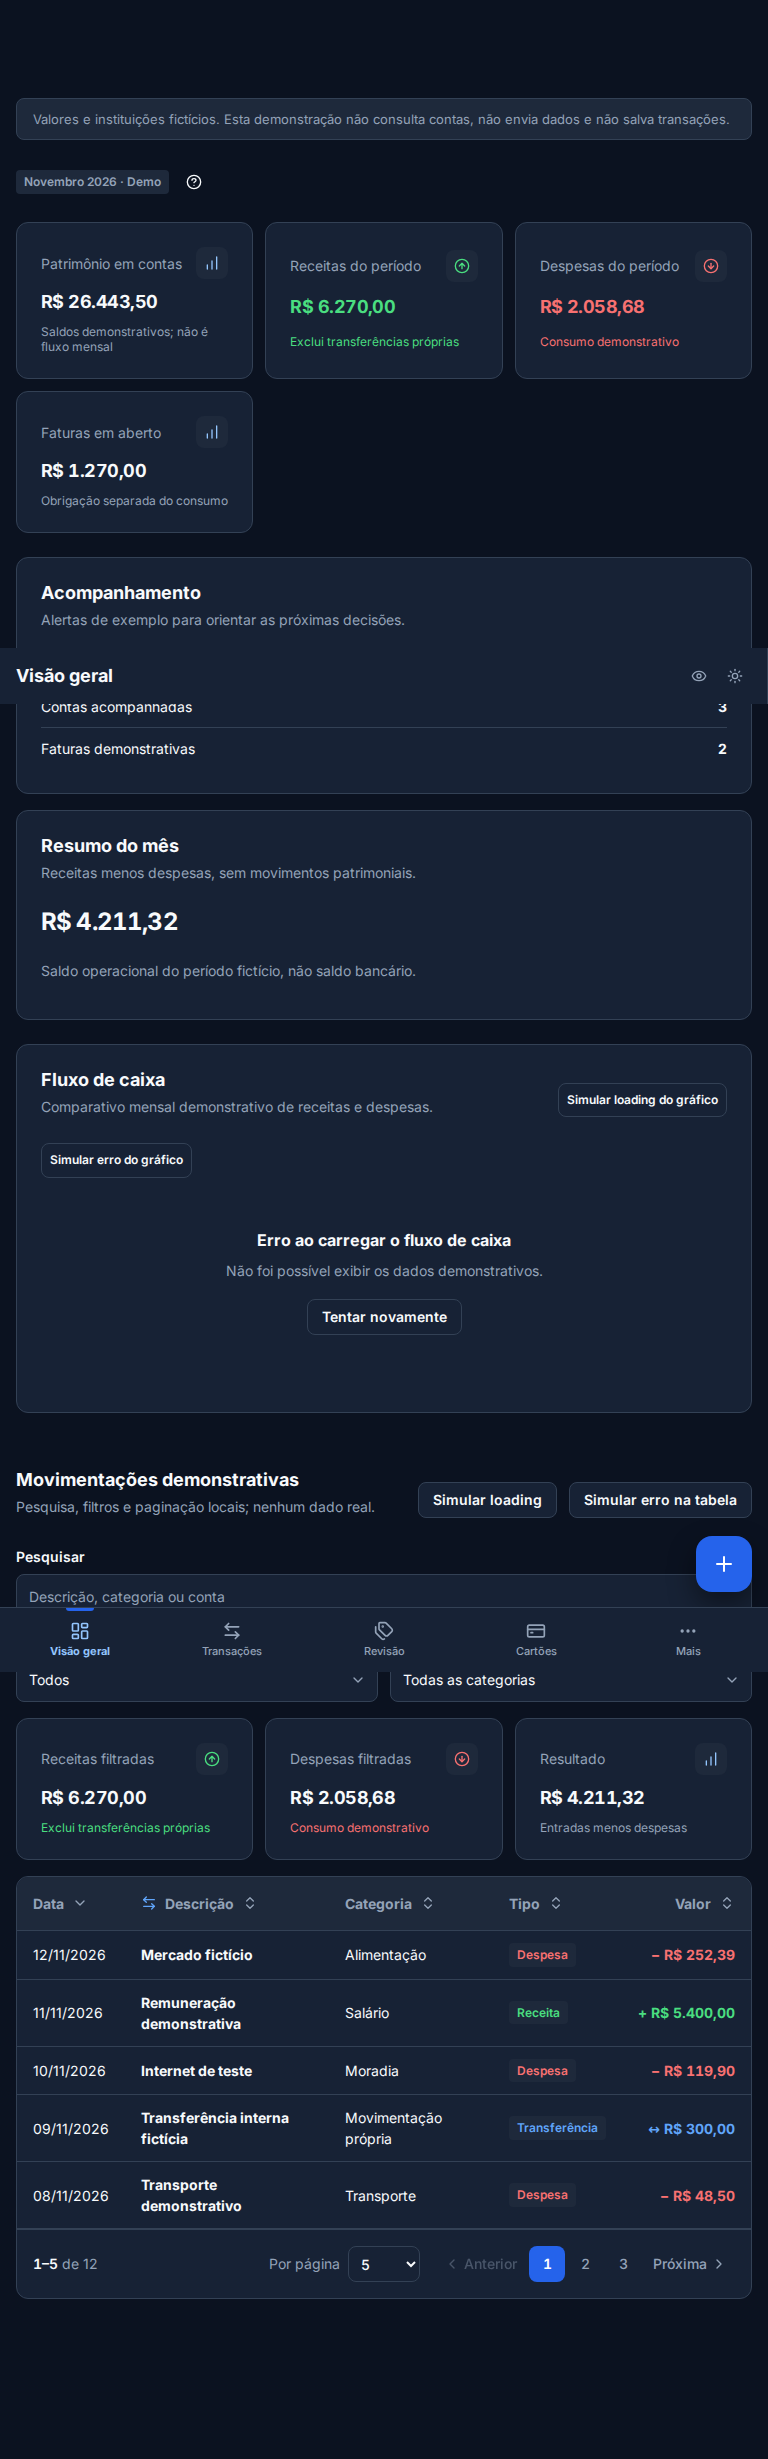 Valores e instituições fictícios. Esta demonstração não consulta contas, não envia dados e não salva transações.
Novembro 2026 · Demo
Patrimônio em contas
R$ 26.443,50
Saldos demonstrativos; não é
fluxo mensal
Receitas do período
R$ 6.270,00
Exclui transferências próprias
Despesas do período
R$ 2.058,68
Consumo demonstrativo
Faturas em aberto
R$ 1.270,00
Obrigação separada do consumo
Acompanhamento
Alertas de exemplo para orientar as próximas decisões.
Visão geral
Contas acompanhadas 3
Faturas demonstrativas 2
Resumo do mês
Receitas menos despesas, sem movimentos patrimoniais.
R$ 4.211,32
Saldo operacional do período fictício, não saldo bancário.
Fluxo de caixa
Comparativo mensal demonstrativo de receitas e despesas.
Simular loading do gráfico
Simular erro do gráfico
Erro ao carregar o fluxo de caixa
Não foi possível exibir os dados demonstrativos.
Tentar novamente
Movimentações demonstrativas
Pesquisa, filtros e paginação locais; nenhum dado real.
Simular loading
Simular erro na tabela
Pesquisar
Descrição, categoria ou conta
Visão geral
Transações
Revisão
Cartões
Mais
Todos
Todas as categorias
Receitas filtradas
R$ 6.270,00
Exclui transferências próprias
Despesas filtradas
R$ 2.058,68
Consumo demonstrativo
Resultado
R$ 4.211,32
Entradas menos despesas
Data Descrição Categoria Tipo Valor
12/11/2026 Mercado fictício Alimentação Despesa − R$ 252,39
11/11/2026 Remuneração demonstrativa Salário Receita + R$ 5.400,00
10/11/2026 Internet de teste Moradia Despesa − R$ 119,90
09/11/2026 Transferência interna fictícia Movimentação própria Transferência ↔ R$ 300,00
08/11/2026 Transporte demonstrativo Transporte Despesa − R$ 48,50
1–5 de 12 Por página 5 Anterior 1 2 3 Próxima